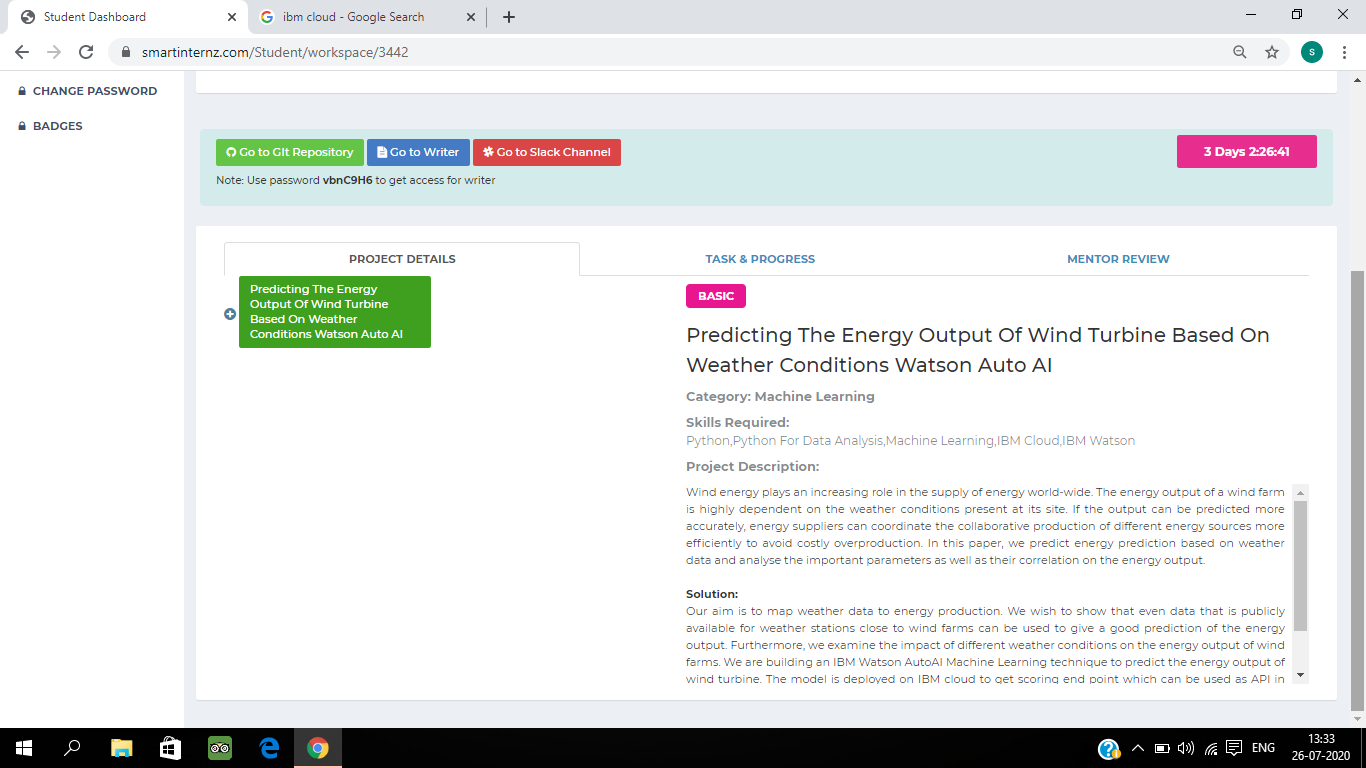 Student Dashboard
ibm cloud - Google Search
smartinternz.com/Student/workspace/3442
s
CHANGE PASSWORD
BADGES
Go to GIt Repository
Go to Writer
Go to Slack Channel
3 Days 2:26:41
Note: Use password vbnC9H6 to get access for writer
PROJECT DETAILS
TASK & PROGRESS
MENTOR REVIEW
Predicting The Energy
Output Of Wind Turbine
Based On Weather
Conditions Watson Auto AI
BASIC
Predicting The Energy Output Of Wind Turbine Based On
Weather Conditions Watson Auto AI
Category: Machine Learning
Skills Required:
Python,Python For Data Analysis,Machine Learning,IBM Cloud,IBM Watson
Project Description:
Wind energy plays an increasing role in the supply of energy world-wide. The energy output of a wind farm
is highly dependent on the weather conditions present at its site. If the output can be predicted more
accurately, energy suppliers can coordinate the collaborative production of different energy sources more
efficiently to avoid costly overproduction. In this paper, we predict energy prediction based on weather
data and analyse the important parameters as well as their correlation on the energy output.
Solution:
Our aim is to map weather data to energy production. We wish to show that even data that is publicly
available for weather stations close to wind farms can be used to give a good prediction of the energy
output. Furthermore, we examine the impact of different weather conditions on the energy output of wind
farms. We are building an IBM Watson AutoAI Machine Learning technique to predict the energy output of
wind turbine. The model is deployed on IBM cloud to get scoring end point which can be used as API in
ENG
13:33
26-07-2020